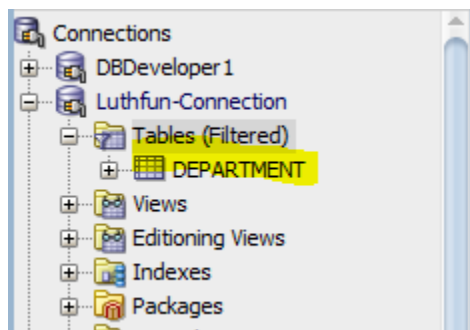 Connections
DBDeveloper1
Luthfun-Connection
Tables (Filtered)
DEPARTMENT
Views
Editioning Views
Indexes
Packages